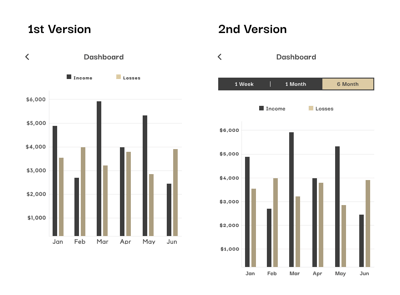 1st Version
Dashboard
Income Losses
$6,000
$5,000
$4,000
$3,000
$2,000
$1,000
Jan Feb Mar Apr May Jun
2nd Version
Dashboard
1 Week 1 Month 6 Month
Income Losses
$6,000
$5,000
$4,000
$3,000
$2,000
$1,000
Jan Feb Mar Apr May Jun